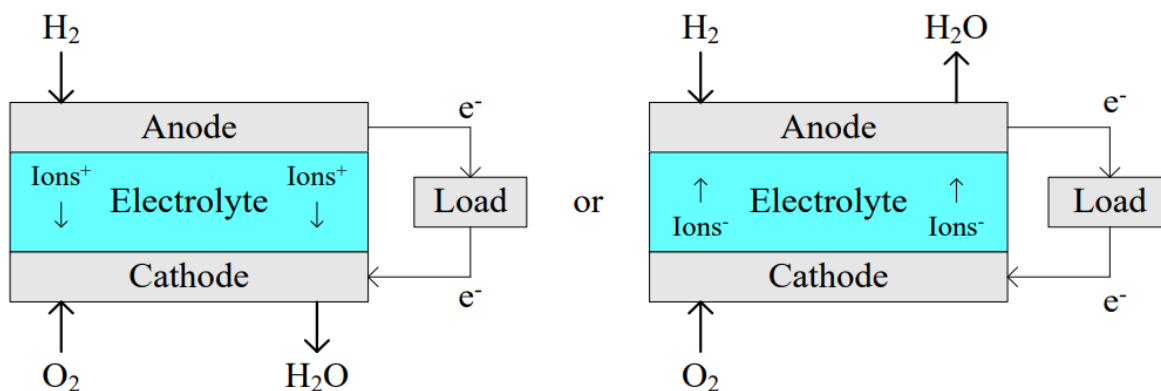 H₂
e⁻
Anode
Ions⁺ Ions⁺
Electrolyte
Load
Cathode
e⁻
O₂
H₂O
or
H₂
H₂O
e⁻
Anode
Electrolyte
Ions⁻ Ions⁻
Load
Cathode
e⁻
O₂